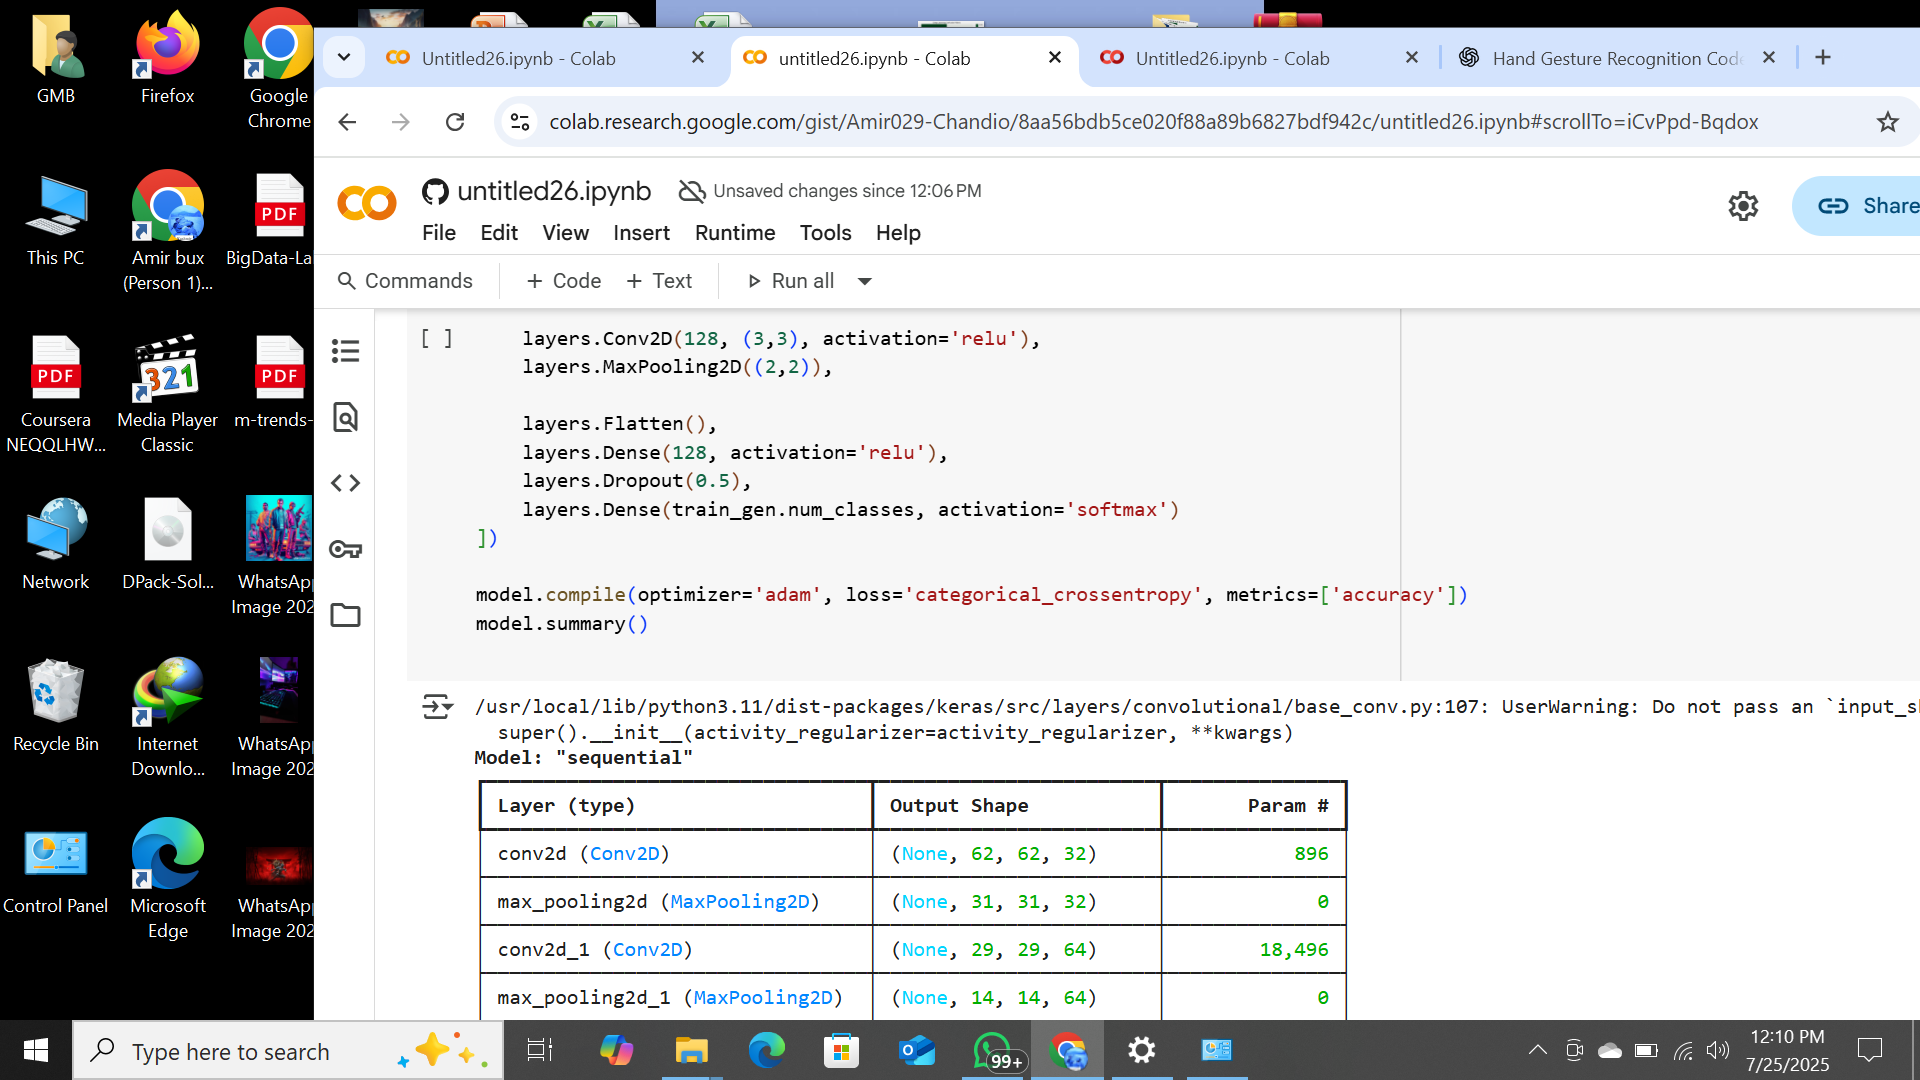 GMB
Firefox
Google
Chrome
This PC
Amir bux
(Person 1)...
PDF
BigData-La
PDF
Coursera
NEQQLHW...
321
Media Player
Classic
PDF
m-trends-
Network
DPack-Sol...
WhatsAp
Image 202
Recycle Bin
Internet
Downlo...
WhatsAp
Image 202
Control Panel
Microsoft
Edge
WhatsAp
Image 202
Untitled26.ipynb - Colab
untitled26.ipynb - Colab
Untitled26.ipynb - Colab
Hand Gesture Recognition Code
colab.research.google.com/gist/Amir029-Chandio/8aa56bdb5ce020f88a89b6827bdf942c/untitled26.ipynb#scrollTo=iCvPpd-Bqdox
untitled26.ipynb
Unsaved changes since 12:06 PM
Share
File Edit View Insert Runtime Tools Help
Commands + Code + Text Run all
[ ] layers.Conv2D(128, (3,3), activation='relu'),
layers.MaxPooling2D((2,2)),
layers.Flatten(),
layers.Dense(128, activation='relu'),
layers.Dropout(0.5),
layers.Dense(train_gen.num_classes, activation='softmax')
])
model.compile(optimizer='adam', loss='categorical_crossentropy', metrics=['accuracy'])
model.summary()
/usr/local/lib/python3.11/dist-packages/keras/src/layers/convolutional/base_conv.py:107: UserWarning: Do not pass an `input_sh
super().__init__(activity_regularizer=activity_regularizer, **kwargs)
Model: "sequential"
Layer (type) Output Shape Param #
conv2d (Conv2D) (None, 62, 62, 32) 896
max_pooling2d (MaxPooling2D) (None, 31, 31, 32) 0
conv2d_1 (Conv2D) (None, 29, 29, 64) 18,496
max_pooling2d_1 (MaxPooling2D) (None, 14, 14, 64) 0
Type here to search
99+
12:10 PM
7/25/2025